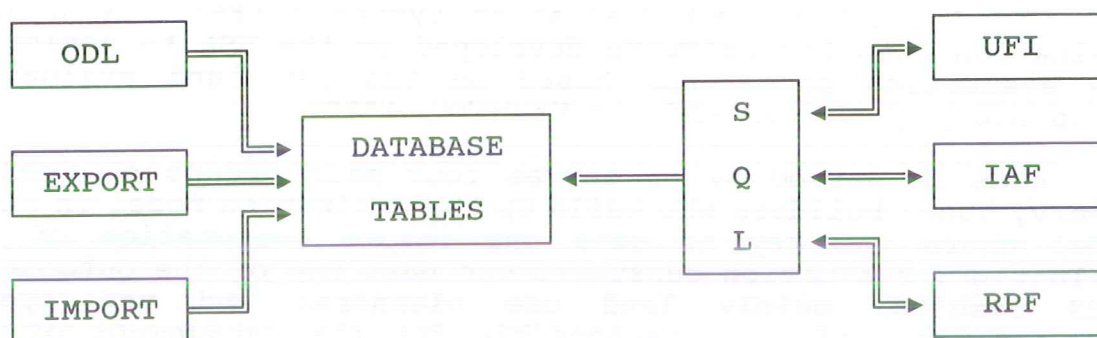 ODL
EXPORT
IMPORT
DATABASE
TABLES
S
Q
L
UFI
IAF
RPF